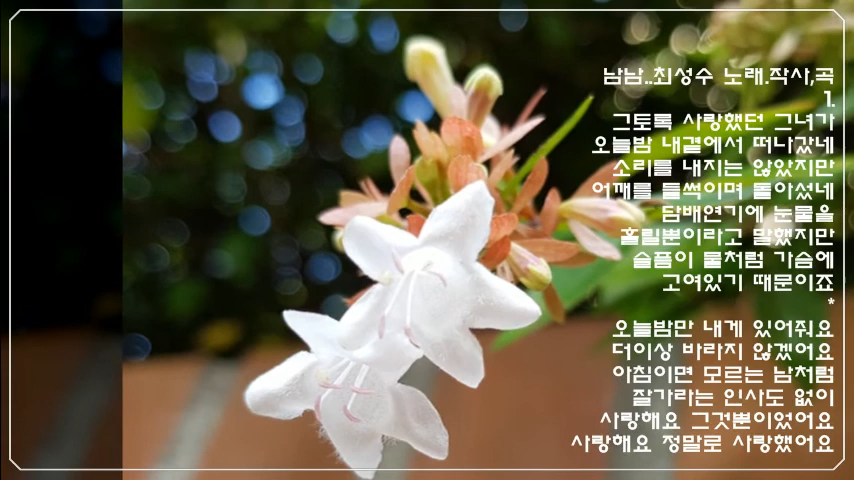 남남..최성수 노래.작사,곡
1.
그토록 사랑했던 그녀가
오늘밤 내곁에서 떠나갔네
소리를 내지는 않았지만
어깨를 들썩이며 돌아섰네
담배연기에 눈물을
흘릴뿐이라고 말했지만
슬픔이 물처럼 가슴에
고여있기 때문이죠
*
오늘밤만 내게 있어줘요
더이상 바라지 않겠어요
아침이면 모르는 남처럼
잘가라는 인사도 없이
사랑해요 그것뿐이었어요
사랑해요 정말로 사랑했어요